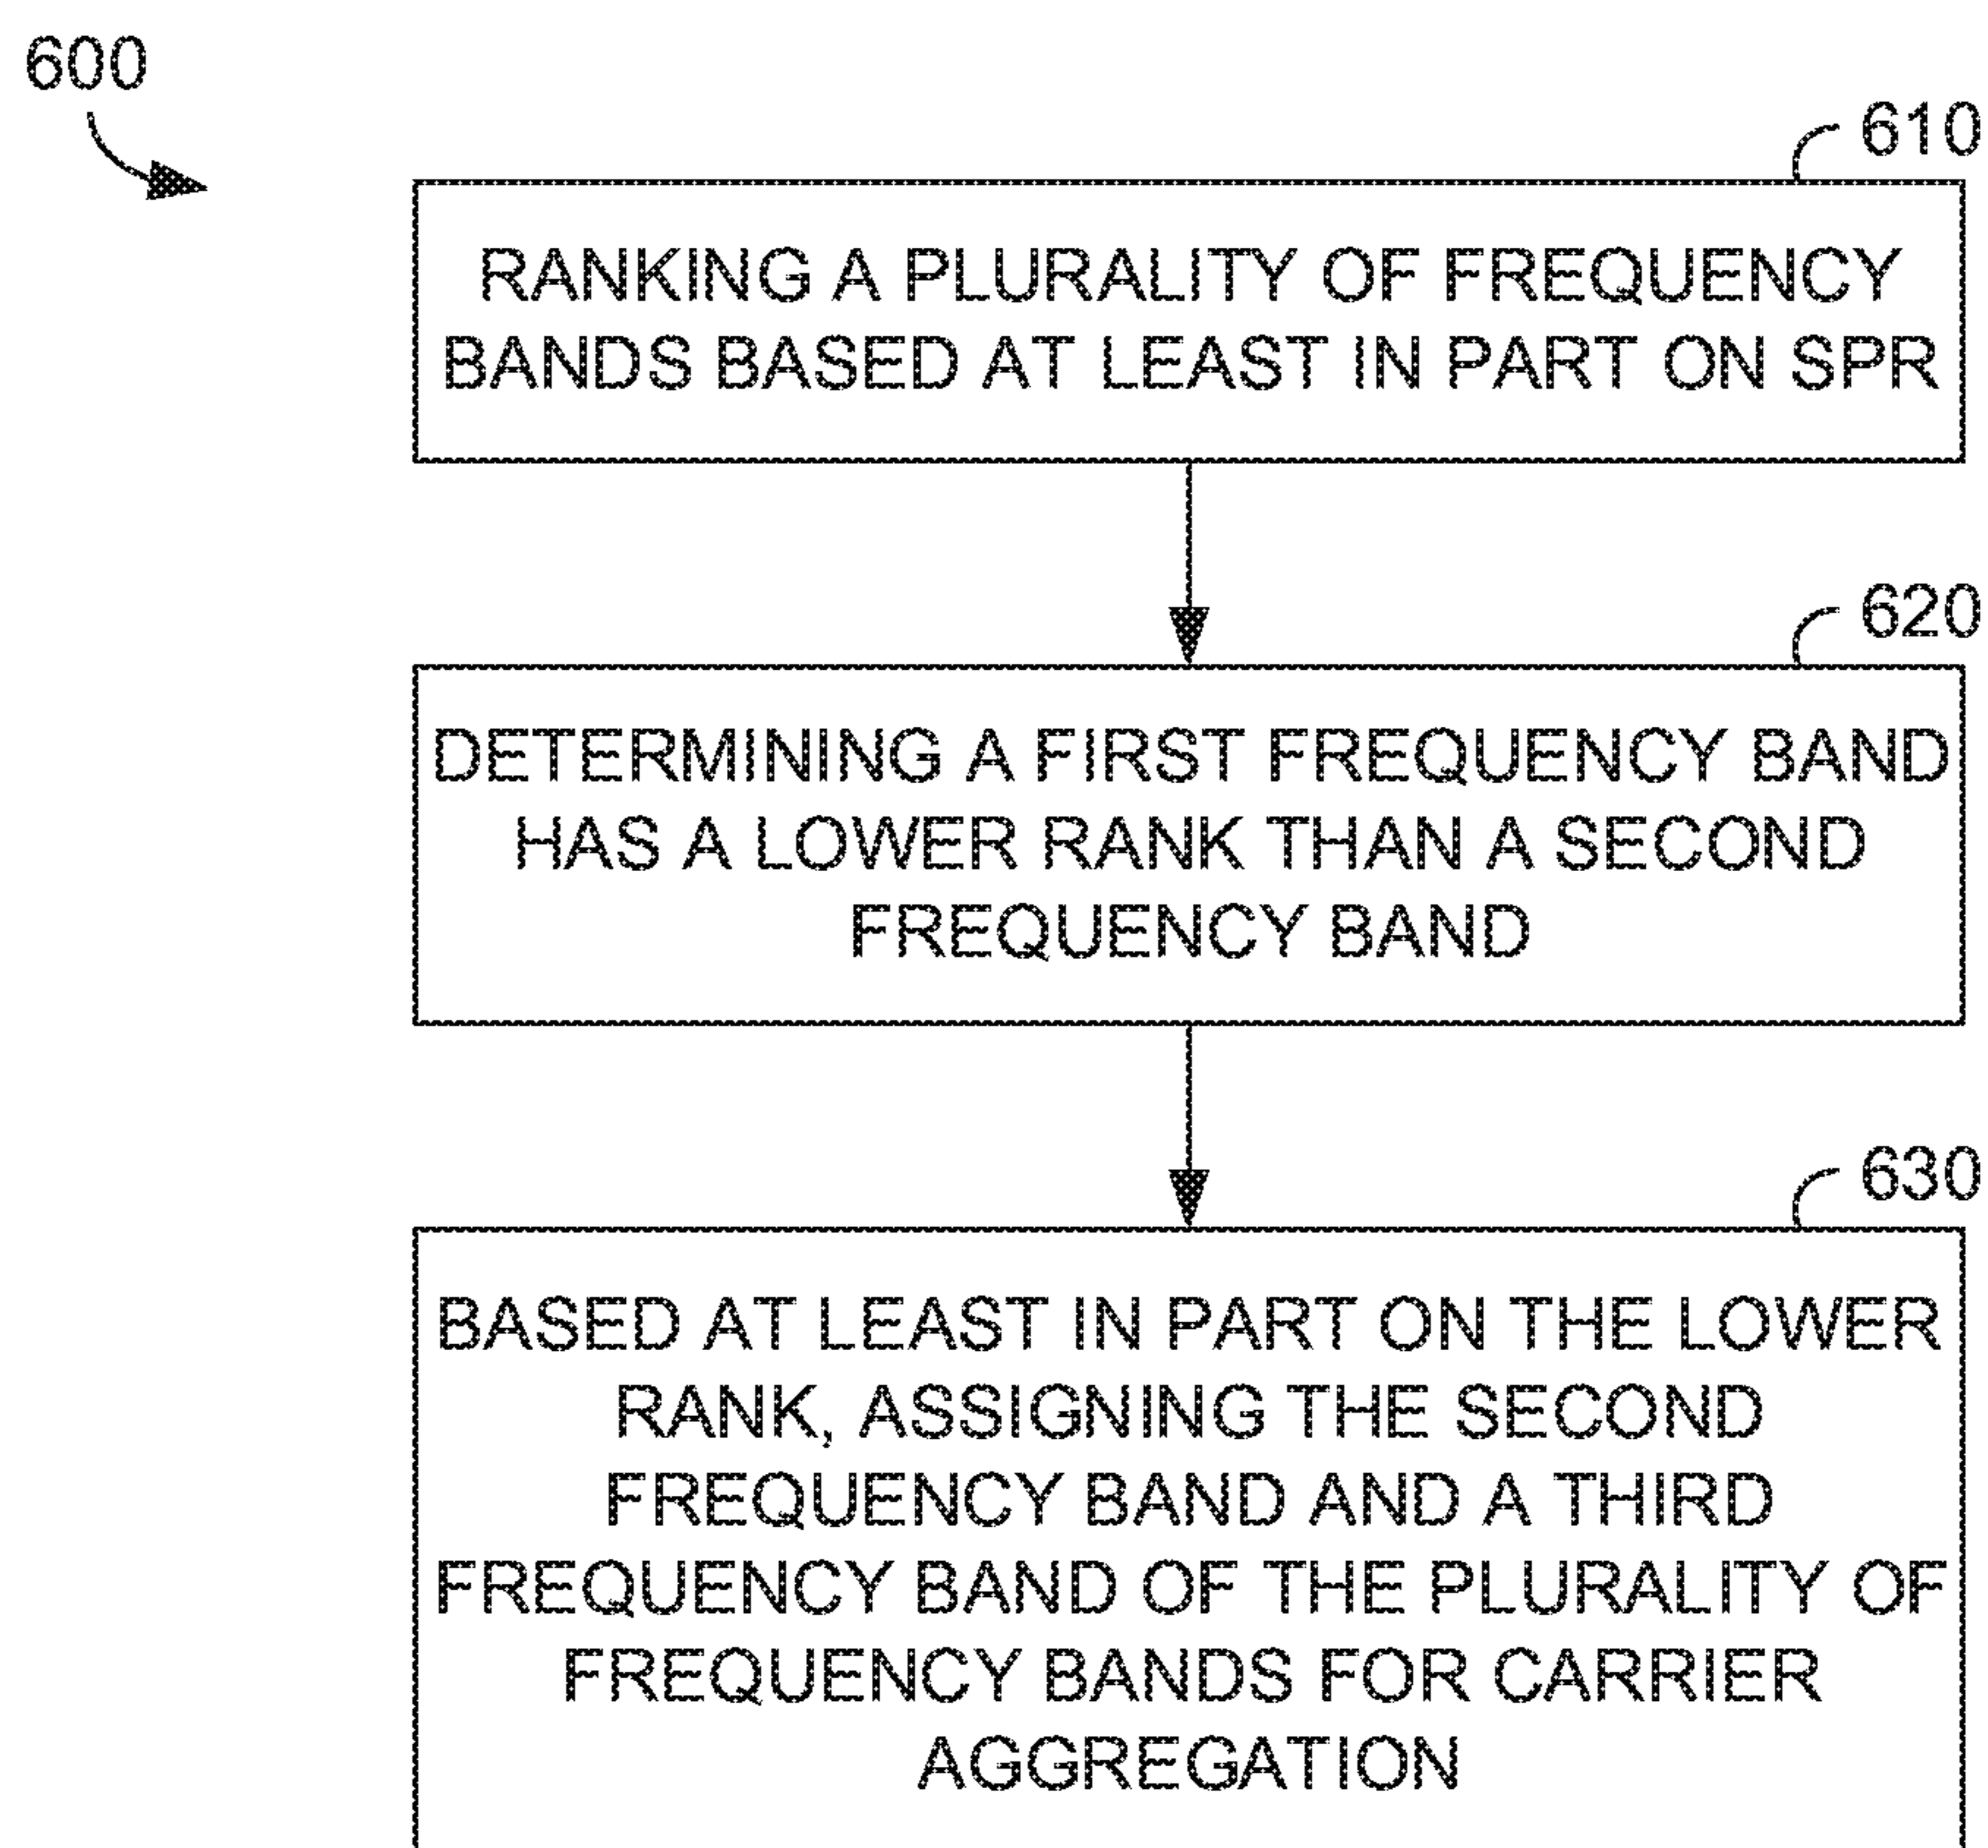 600
610
RANKING A PLURALITY OF FREQUENCY
BANDS BASED AT LEAST IN PART ON SPR
620
DETERMINING A FIRST FREQUENCY BAND
HAS A LOWER RANK THAN A SECOND
FREQUENCY BAND
630
BASED AT LEAST IN PART ON THE LOWER
RANK, ASSIGNING THE SECOND
FREQUENCY BAND AND A THIRD
FREQUENCY BAND OF THE PLURALITY OF
FREQUENCY BANDS FOR CARRIER
AGGREGATION